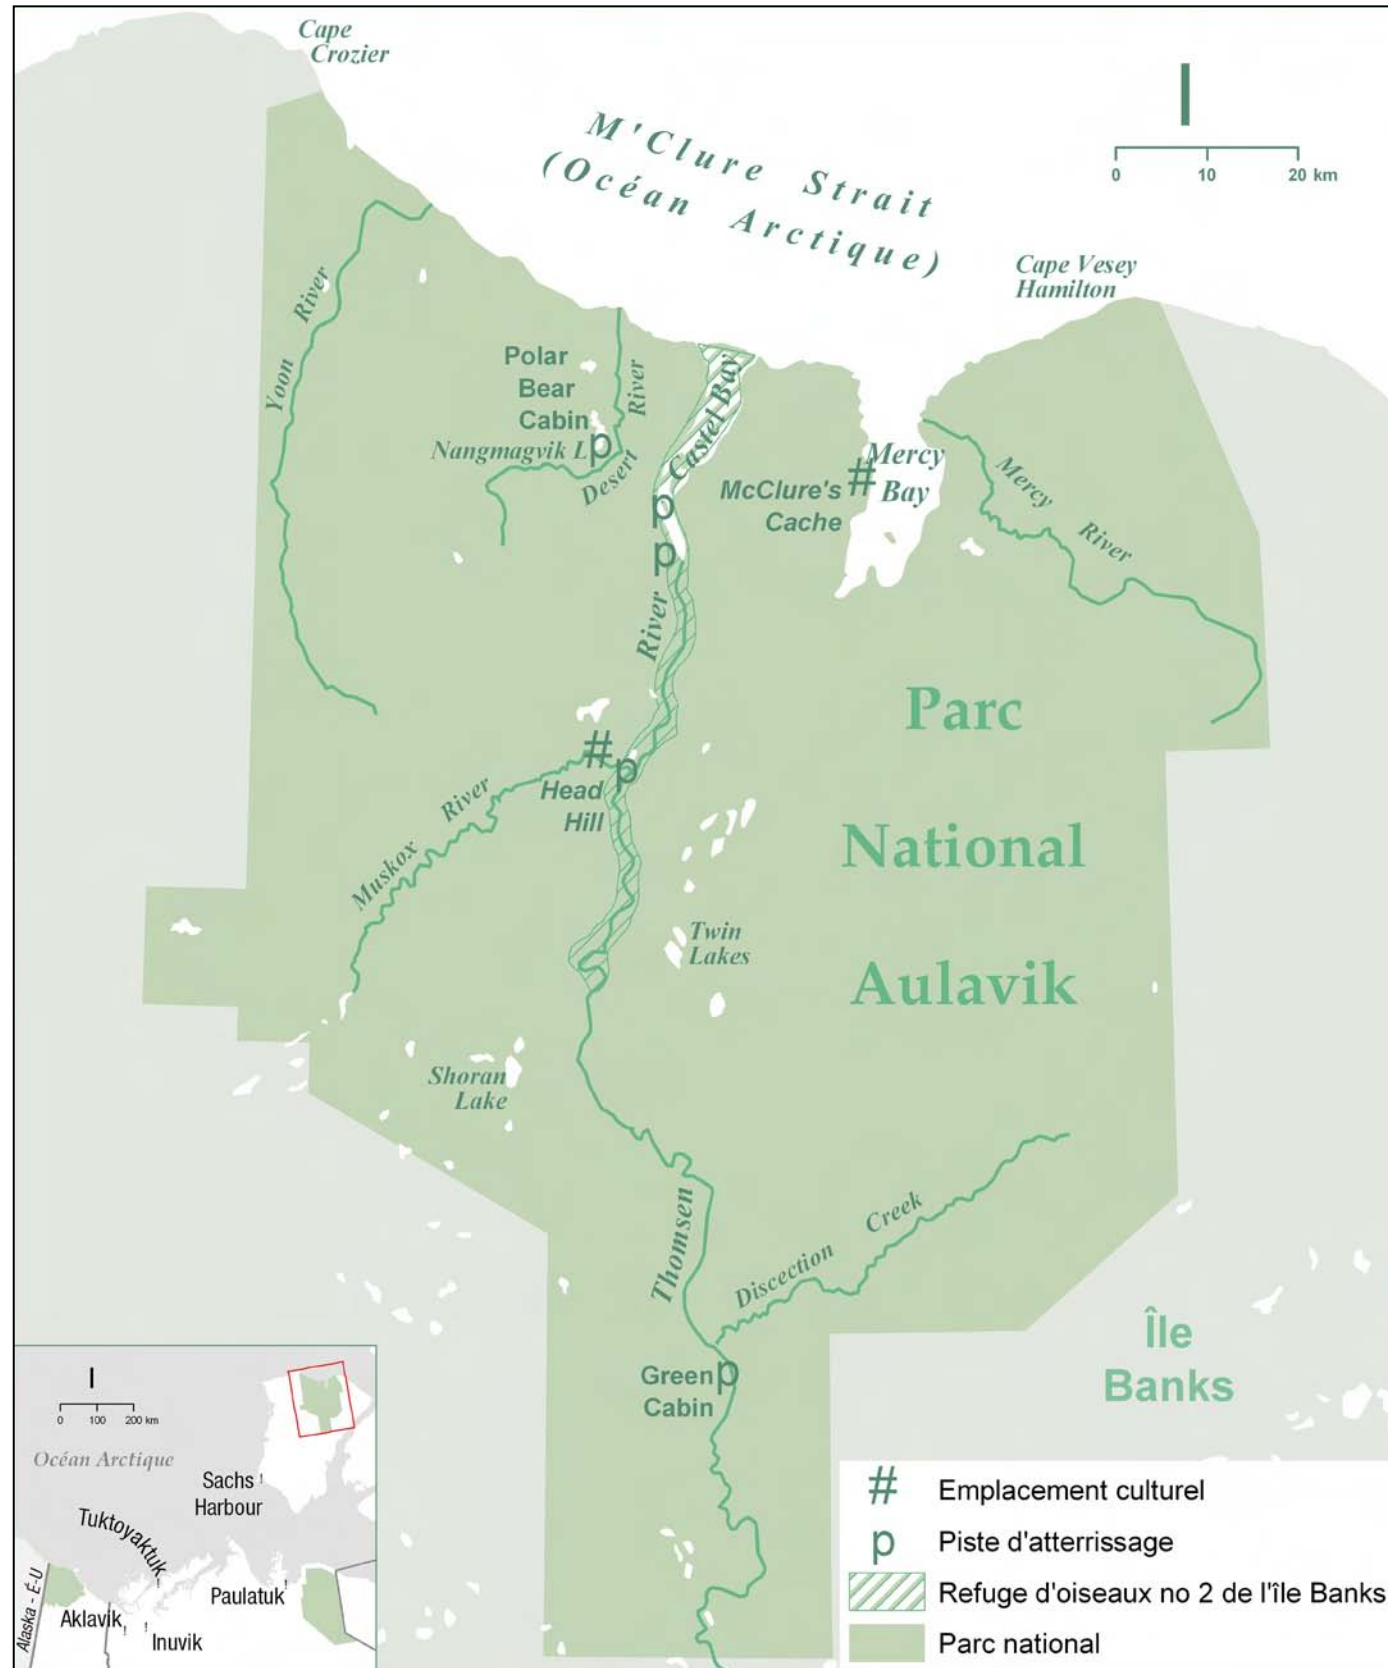 Cape
Crozier
M'Clure Strait
(Océan Arctique)
0 10 20 km
Cape Vesey
Hamilton
Yoon River
Polar
Bear
Cabin
Nangmagvik L
p
Desert River
Castel Bay
McClure's
Cache
#
Mercy
Bay
Mercy River
p
p
River
Parc
National
Aulavik
#
p
Head
Hill
Muskox River
Twin
Lakes
Shoran
Lake
Thomsen
Discection Creek
Green
Cabin
p
Île
Banks
0 100 200 km
Océan Arctique
Sachs
Harbour
Tuktoyaktuk
Paulatuk
Alaska - É-U
Aklavik
Inuvik
# Emplacement culturel
p Piste d'atterrissage
Refuge d'oiseaux no 2 de l'île Banks
Parc national